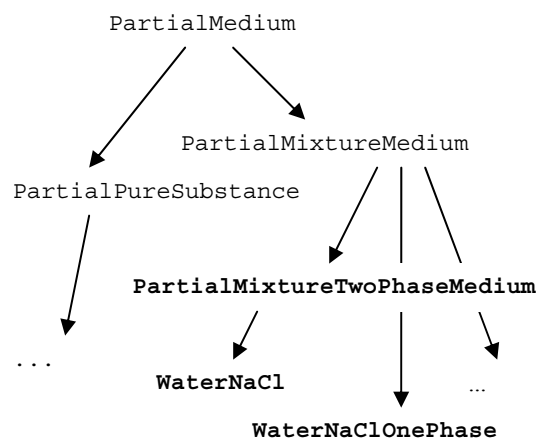 PartialMedium
PartialMixtureMedium
PartialPureSubstance
PartialMixtureTwoPhaseMedium
...
WaterNaCl
…
WaterNaClOnePhase